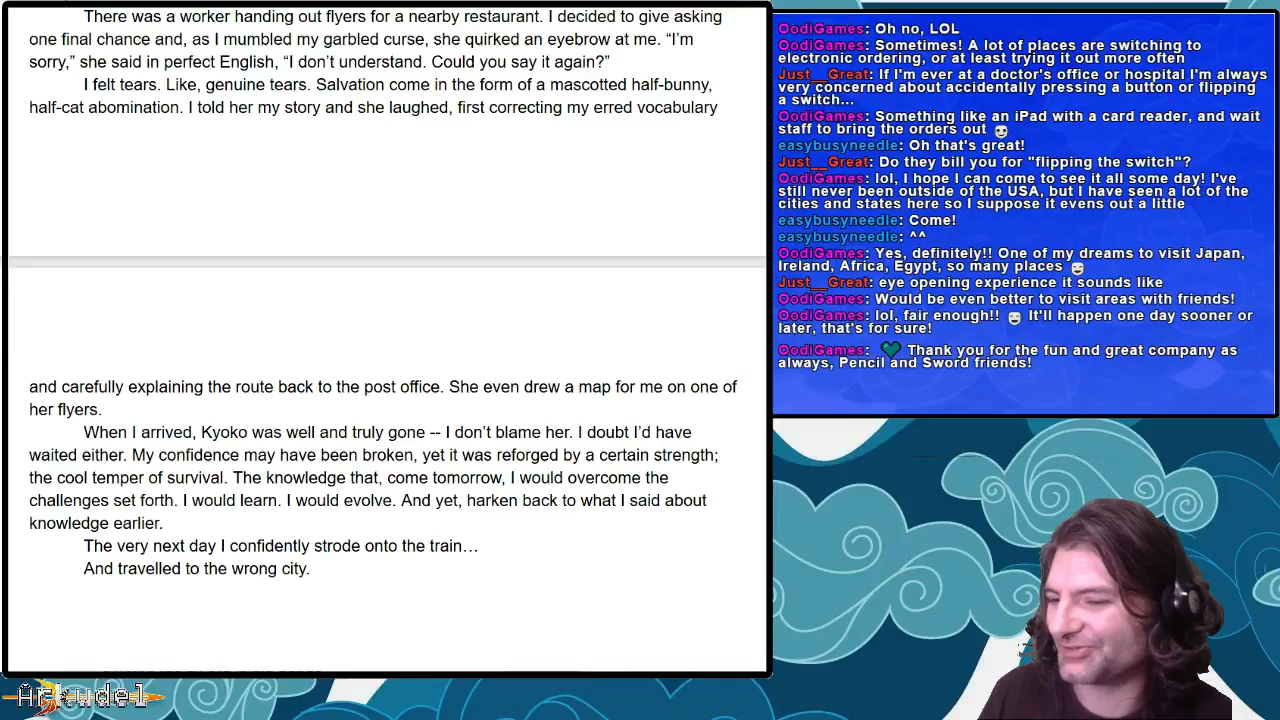 There was a worker handing out flyers for a nearby restaurant. I decided to give asking
one final chance and, as I mumbled my garbled curse, she quirked an eyebrow at me. “I’m
sorry,” she said in perfect English, “I don’t understand. Could you say it again?”
I felt tears. Like, genuine tears. Salvation come in the form of a mascotted half-bunny,
half-cat abomination. I told her my story and she laughed, first correcting my erred vocabulary
and carefully explaining the route back to the post office. She even drew a map for me on one of
her flyers.
When I arrived, Kyoko was well and truly gone -- I don’t blame her. I doubt I’d have
waited either. My confidence may have been broken, yet it was reforged by a certain strength;
the cool temper of survival. The knowledge that, come tomorrow, I would overcome the
challenges set forth. I would learn. I would evolve. And yet, harken back to what I said about
knowledge earlier.
The very next day I confidently strode onto the train…
And travelled to the wrong city.
OodiGames: Oh no, LOL
OodiGames: Sometimes! A lot of places are switching to
electronic ordering, or at least trying it out more often
Just__Great: If I'm ever at a doctor's office or hospital I'm always
very concerned about accidentally pressing a button or flipping
a switch...
OodiGames: Something like an iPad with a card reader, and wait
staff to bring the orders out
easybusyneedle: Oh that's great!
Just__Great: Do they bill you for "flipping the switch"?
OodiGames: lol, I hope I can come to see it all some day! I've
still never been outside of the USA, but I have seen a lot of the
cities and states here so I suppose it evens out a little
easybusyneedle: Come!
easybusyneedle: ^^
OodiGames: Yes, definitely!! One of my dreams to visit Japan,
Ireland, Africa, Egypt, so many places
Just__Great: eye opening experience it sounds like
OodiGames: Would be even better to visit areas with friends!
OodiGames: lol, fair enough!! It'll happen one day sooner or
later, that's for sure!
OodiGames: Thank you for the fun and great company as
always, Pencil and Sword friends!
Arkudel